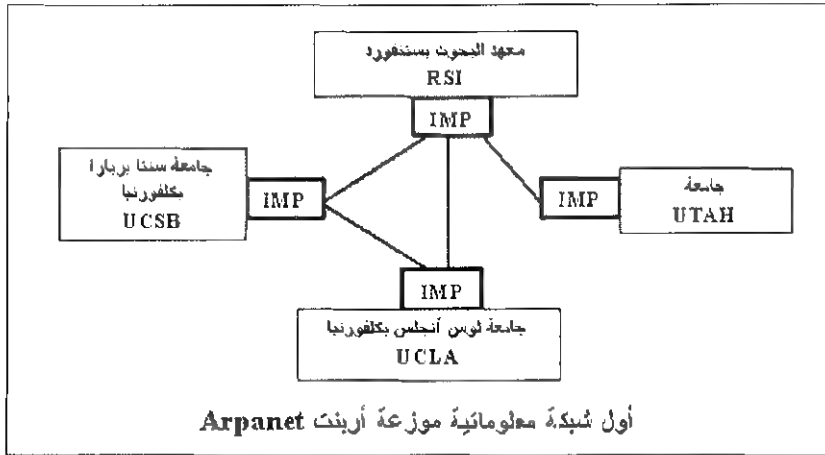 معهد البحوث بستنفورد
RSI
IMP
جامعة سنتا بربارا
بكلفورنيا
UCSB
IMP
IMP
جامعة
UTAH
IMP
جامعة لوس أنجلس بكلفورنيا
UCLA
أول شبكة معلوماتية موزعة أربنت Arpanet